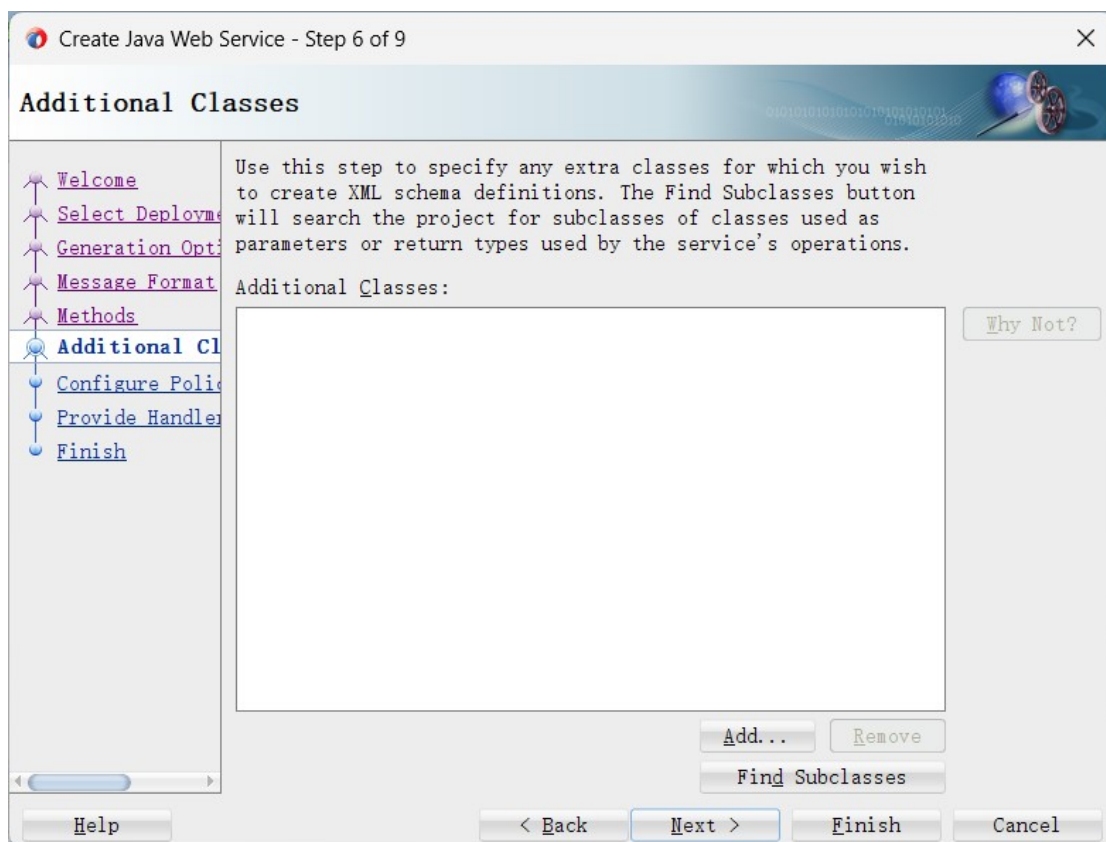 Create Java Web Service - Step 6 of 9
Additional Classes
Welcome
Select Deployme
Generation Opti
Message Format
Methods
Additional Cl
Configure Polic
Provide Handler
Finish
Use this step to specify any extra classes for which you wish
to create XML schema definitions. The Find Subclasses button
will search the project for subclasses of classes used as
parameters or return types used by the service's operations.
Additional Classes:
Why Not?
Add...
Remove
Find Subclasses
Help
< Back
Next >
Finish
Cancel